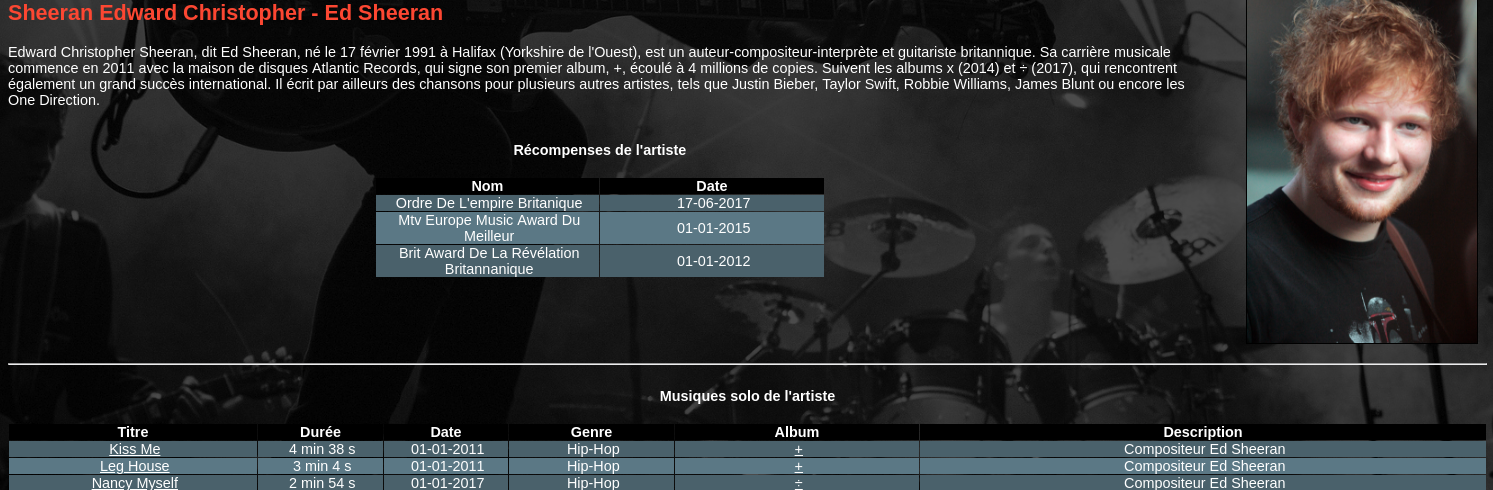 Sheeran Edward Christopher - Ed Sheeran
Edward Christopher Sheeran, dit Ed Sheeran, né le 17 février 1991 à Halifax (Yorkshire de l'Ouest), est un auteur-compositeur-interprète et guitariste britannique. Sa carrière musicale
commence en 2011 avec la maison de disques Atlantic Records, qui signe son premier album, +, écoulé à 4 millions de copies. Suivent les albums x (2014) et ÷ (2017), qui rencontrent
également un grand succès international. Il écrit par ailleurs des chansons pour plusieurs autres artistes, tels que Justin Bieber, Taylor Swift, Robbie Williams, James Blunt ou encore les
One Direction.
Récompenses de l'artiste
Nom Date
Ordre De L'empire Britanique 17-06-2017
Mtv Europe Music Award Du
Meilleur 01-01-2015
Brit Award De La Révélation
Britannanique 01-01-2012
Musiques solo de l'artiste
Titre Durée Date Genre Album Description
Kiss Me 4 min 38 s 01-01-2011 Hip-Hop + Compositeur Ed Sheeran
Leg House 3 min 4 s 01-01-2011 Hip-Hop + Compositeur Ed Sheeran
Nancy Myself 2 min 54 s 01-01-2017 Hip-Hop ÷ Compositeur Ed Sheeran